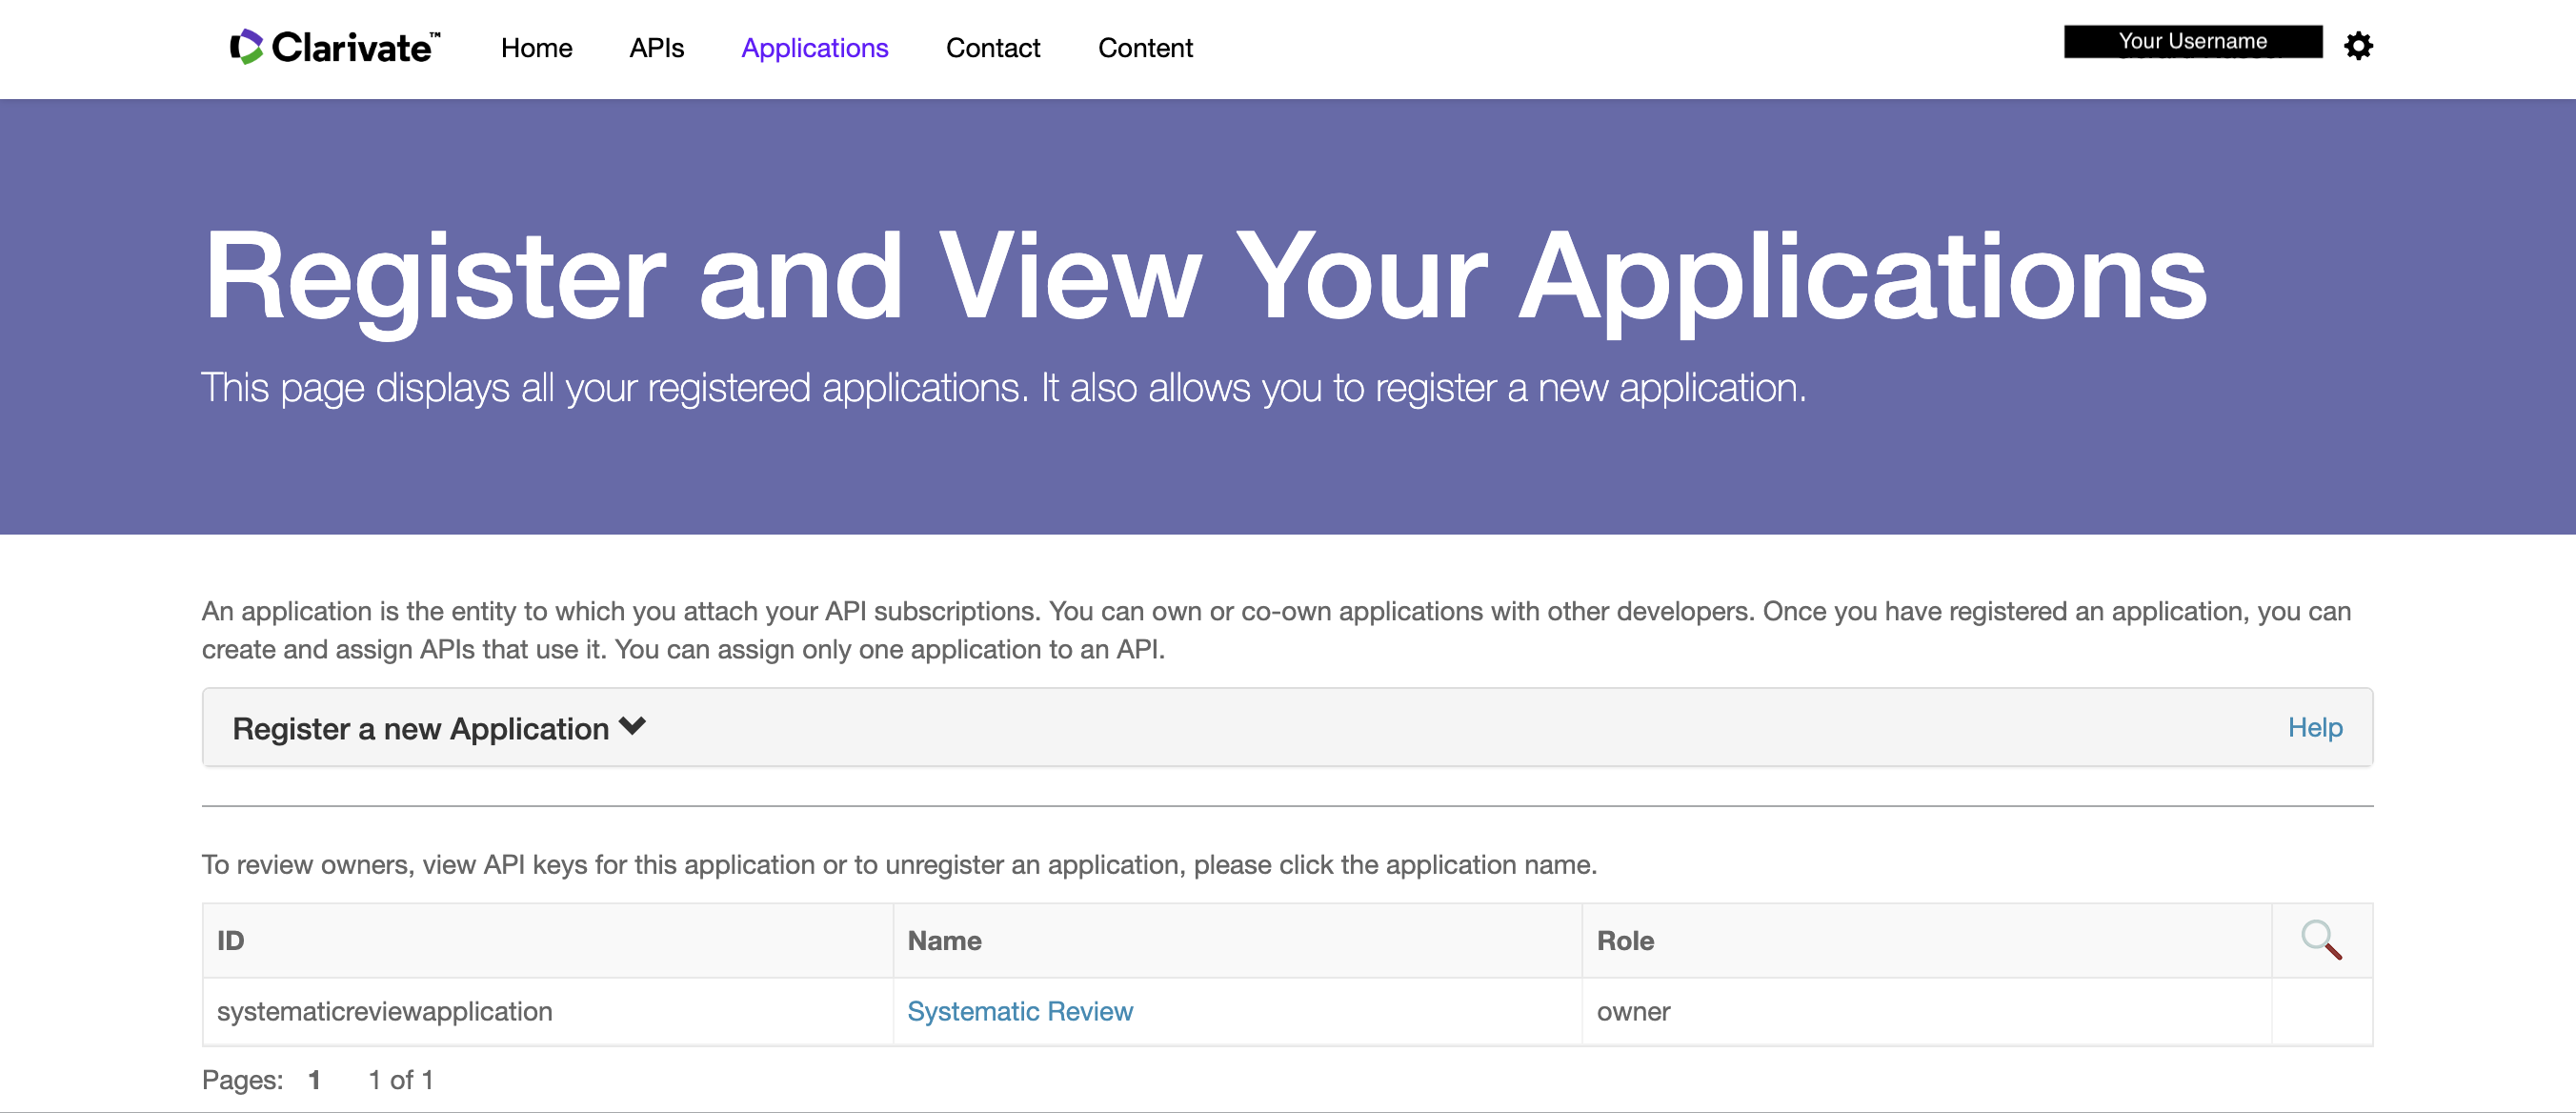 Clarivate™ Home APIs Applications Contact Content Your Username
Register and View Your Applications
This page displays all your registered applications. It also allows you to register a new application.
An application is the entity to which you attach your API subscriptions. You can own or co-own applications with other developers. Once you have registered an application, you can
create and assign APIs that use it. You can assign only one application to an API.
Register a new Application Help
To review owners, view API keys for this application or to unregister an application, please click the application name.
ID Name Role
systematicreviewapplication Systematic Review owner
Pages: 1 1 of 1